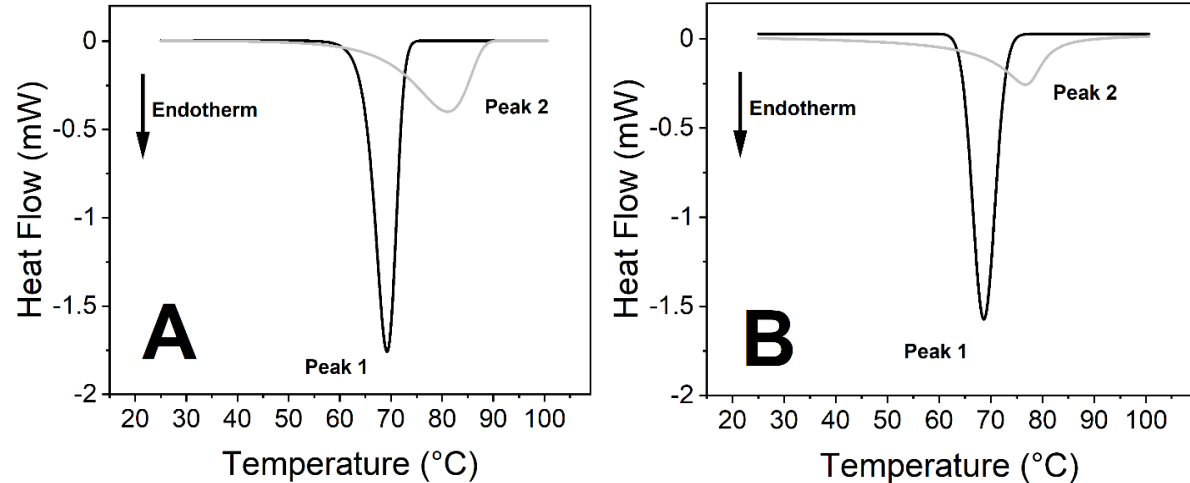 0
-0.5
-1
-1.5
-2
20 30 40 50 60 70 80 90 100
Heat Flow (mW)
Temperature (°C)
Endotherm
Peak 2
Peak 1
A
0
-0.5
-1
-1.5
-2
20 30 40 50 60 70 80 90 100
Heat Flow (mW)
Temperature (°C)
Endotherm
Peak 2
Peak 1
B